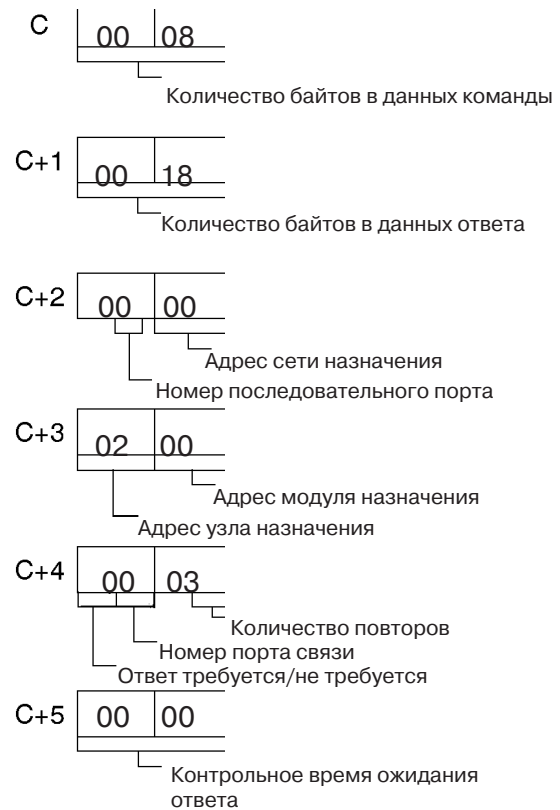 C 00 08
Количество байтов в данных команды
C+1 00 18
Количество байтов в данных ответа
C+2 00 00
Адрес сети назначения
Номер последовательного порта
C+3 02 00
Адрес модуля назначения
Адрес узла назначения
C+4 00 03
Количество повторов
Номер порта связи
Ответ требуется/не требуется
C+5 00 00
Контрольное время ожидания
ответа